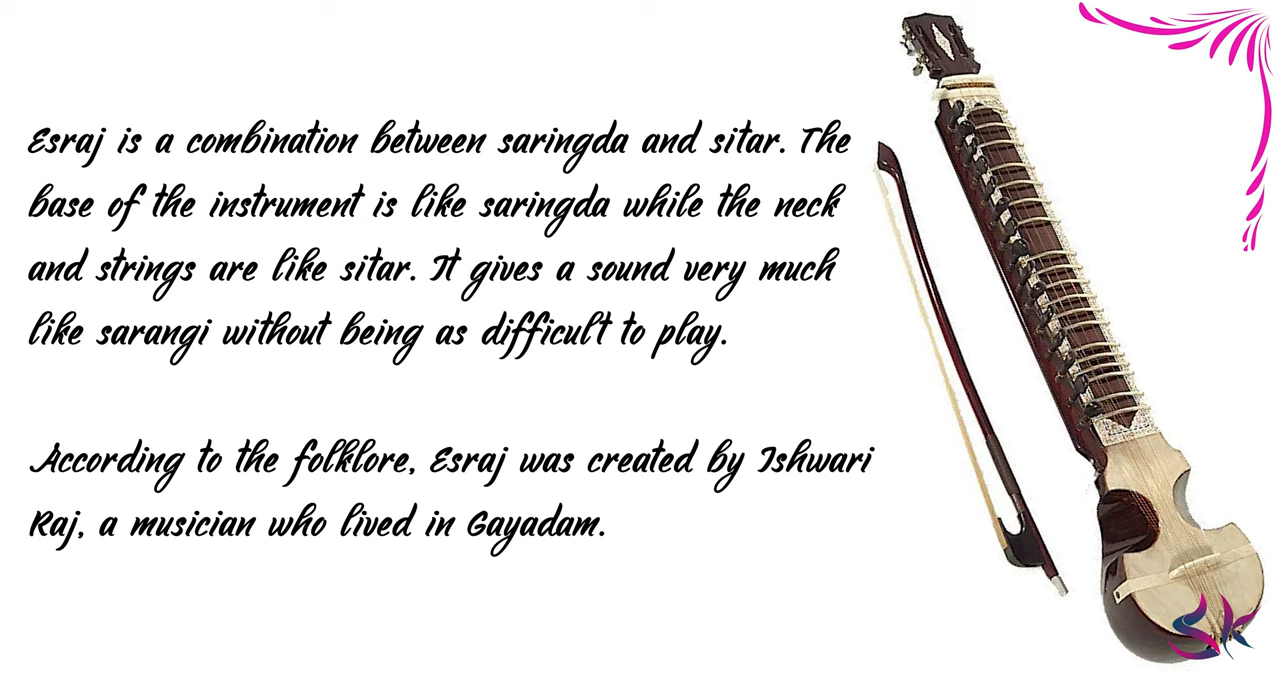 Esraj is a combination between saringda and sitar. The
base of the instrument is like saringda while the neck
and strings are like sitar. It gives a sound very much
like sarangi without being as difficult to play.
According to the folklore, Esraj was created by Ishwari
Raj, a musician who lived in Gayadam.
SK